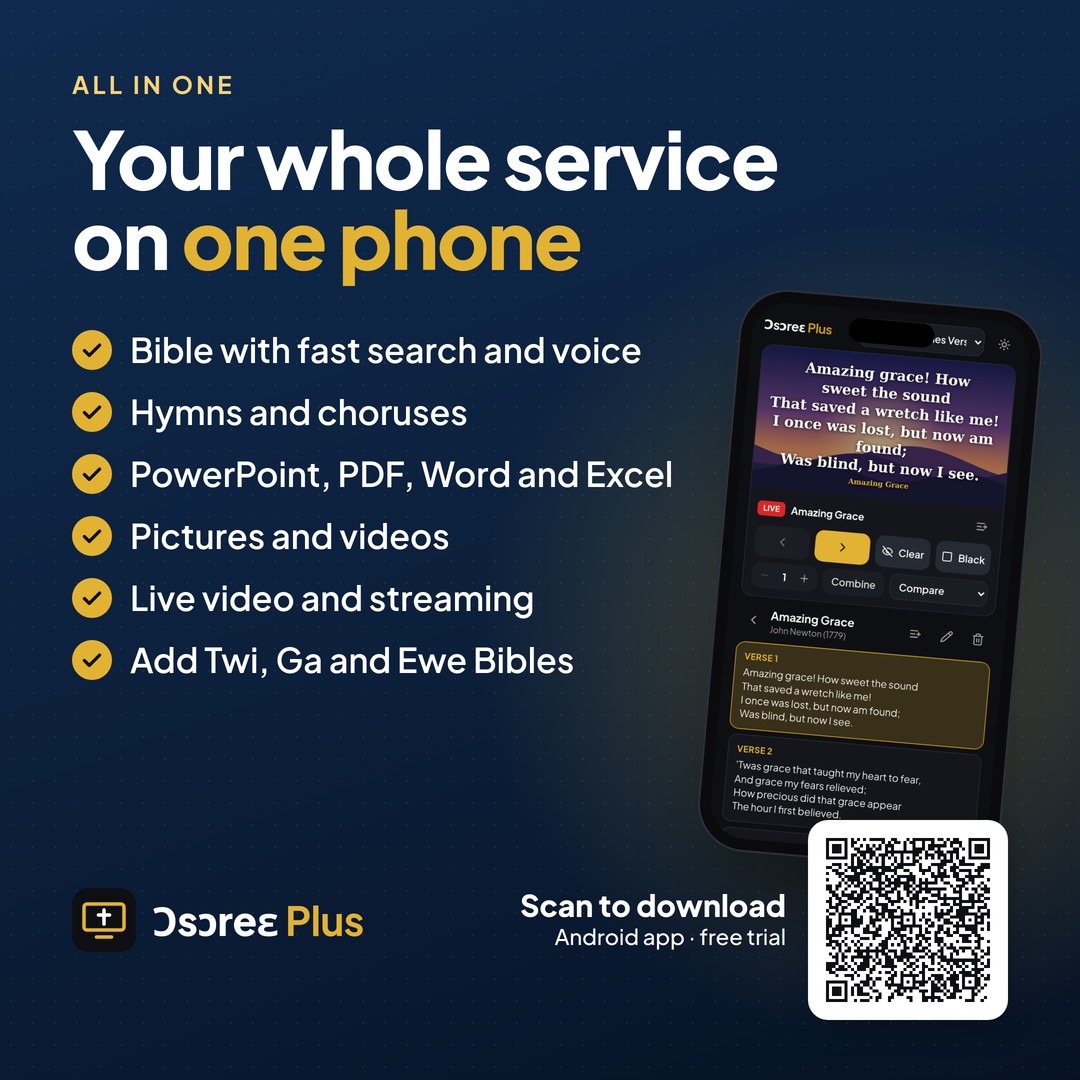 ALL IN ONE
Your whole service
on one phone
Bible with fast search and voice
Hymns and choruses
PowerPoint, PDF, Word and Excel
Pictures and videos
Live video and streaming
Add Twi, Ga and Ewe Bibles
Ɔsɔreɛ Plus
Amazing grace! How
sweet the sound
That saved a wretch like me!
I once was lost, but now am
found;
Was blind, but now I see.
Amazing Grace
LIVE Amazing Grace
Clear Black
1 Combine Compare
Amazing Grace
John Newton (1779)
VERSE 1
Amazing grace! How sweet the sound
That saved a wretch like me!
I once was lost, but now am found;
Was blind, but now I see.
VERSE 2
'Twas grace that taught my heart to fear,
And grace my fears relieved;
How precious did that grace appear
The hour I first believed.
Ɔsɔreɛ Plus
Scan to download
Android app · free trial